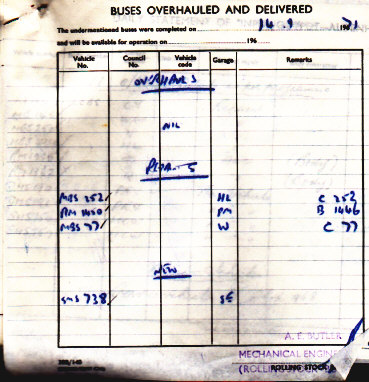 BUSES OVERHAULED AND DELIVERED
The undermentioned buses were completed on 14.9 1971
and will be available for operation on 196
Vehicle No. Council No. Vehicle code Garage Remarks
OVERHAULS
NIL
REPAINTS
MBS 252 HL C 252
RM 1450 PM B 1446
MBS 77 W C 77
NEW
SMS 738 SE
A. E. BUTLER
MECHANICAL ENGINEER
(ROLLING STOCK)